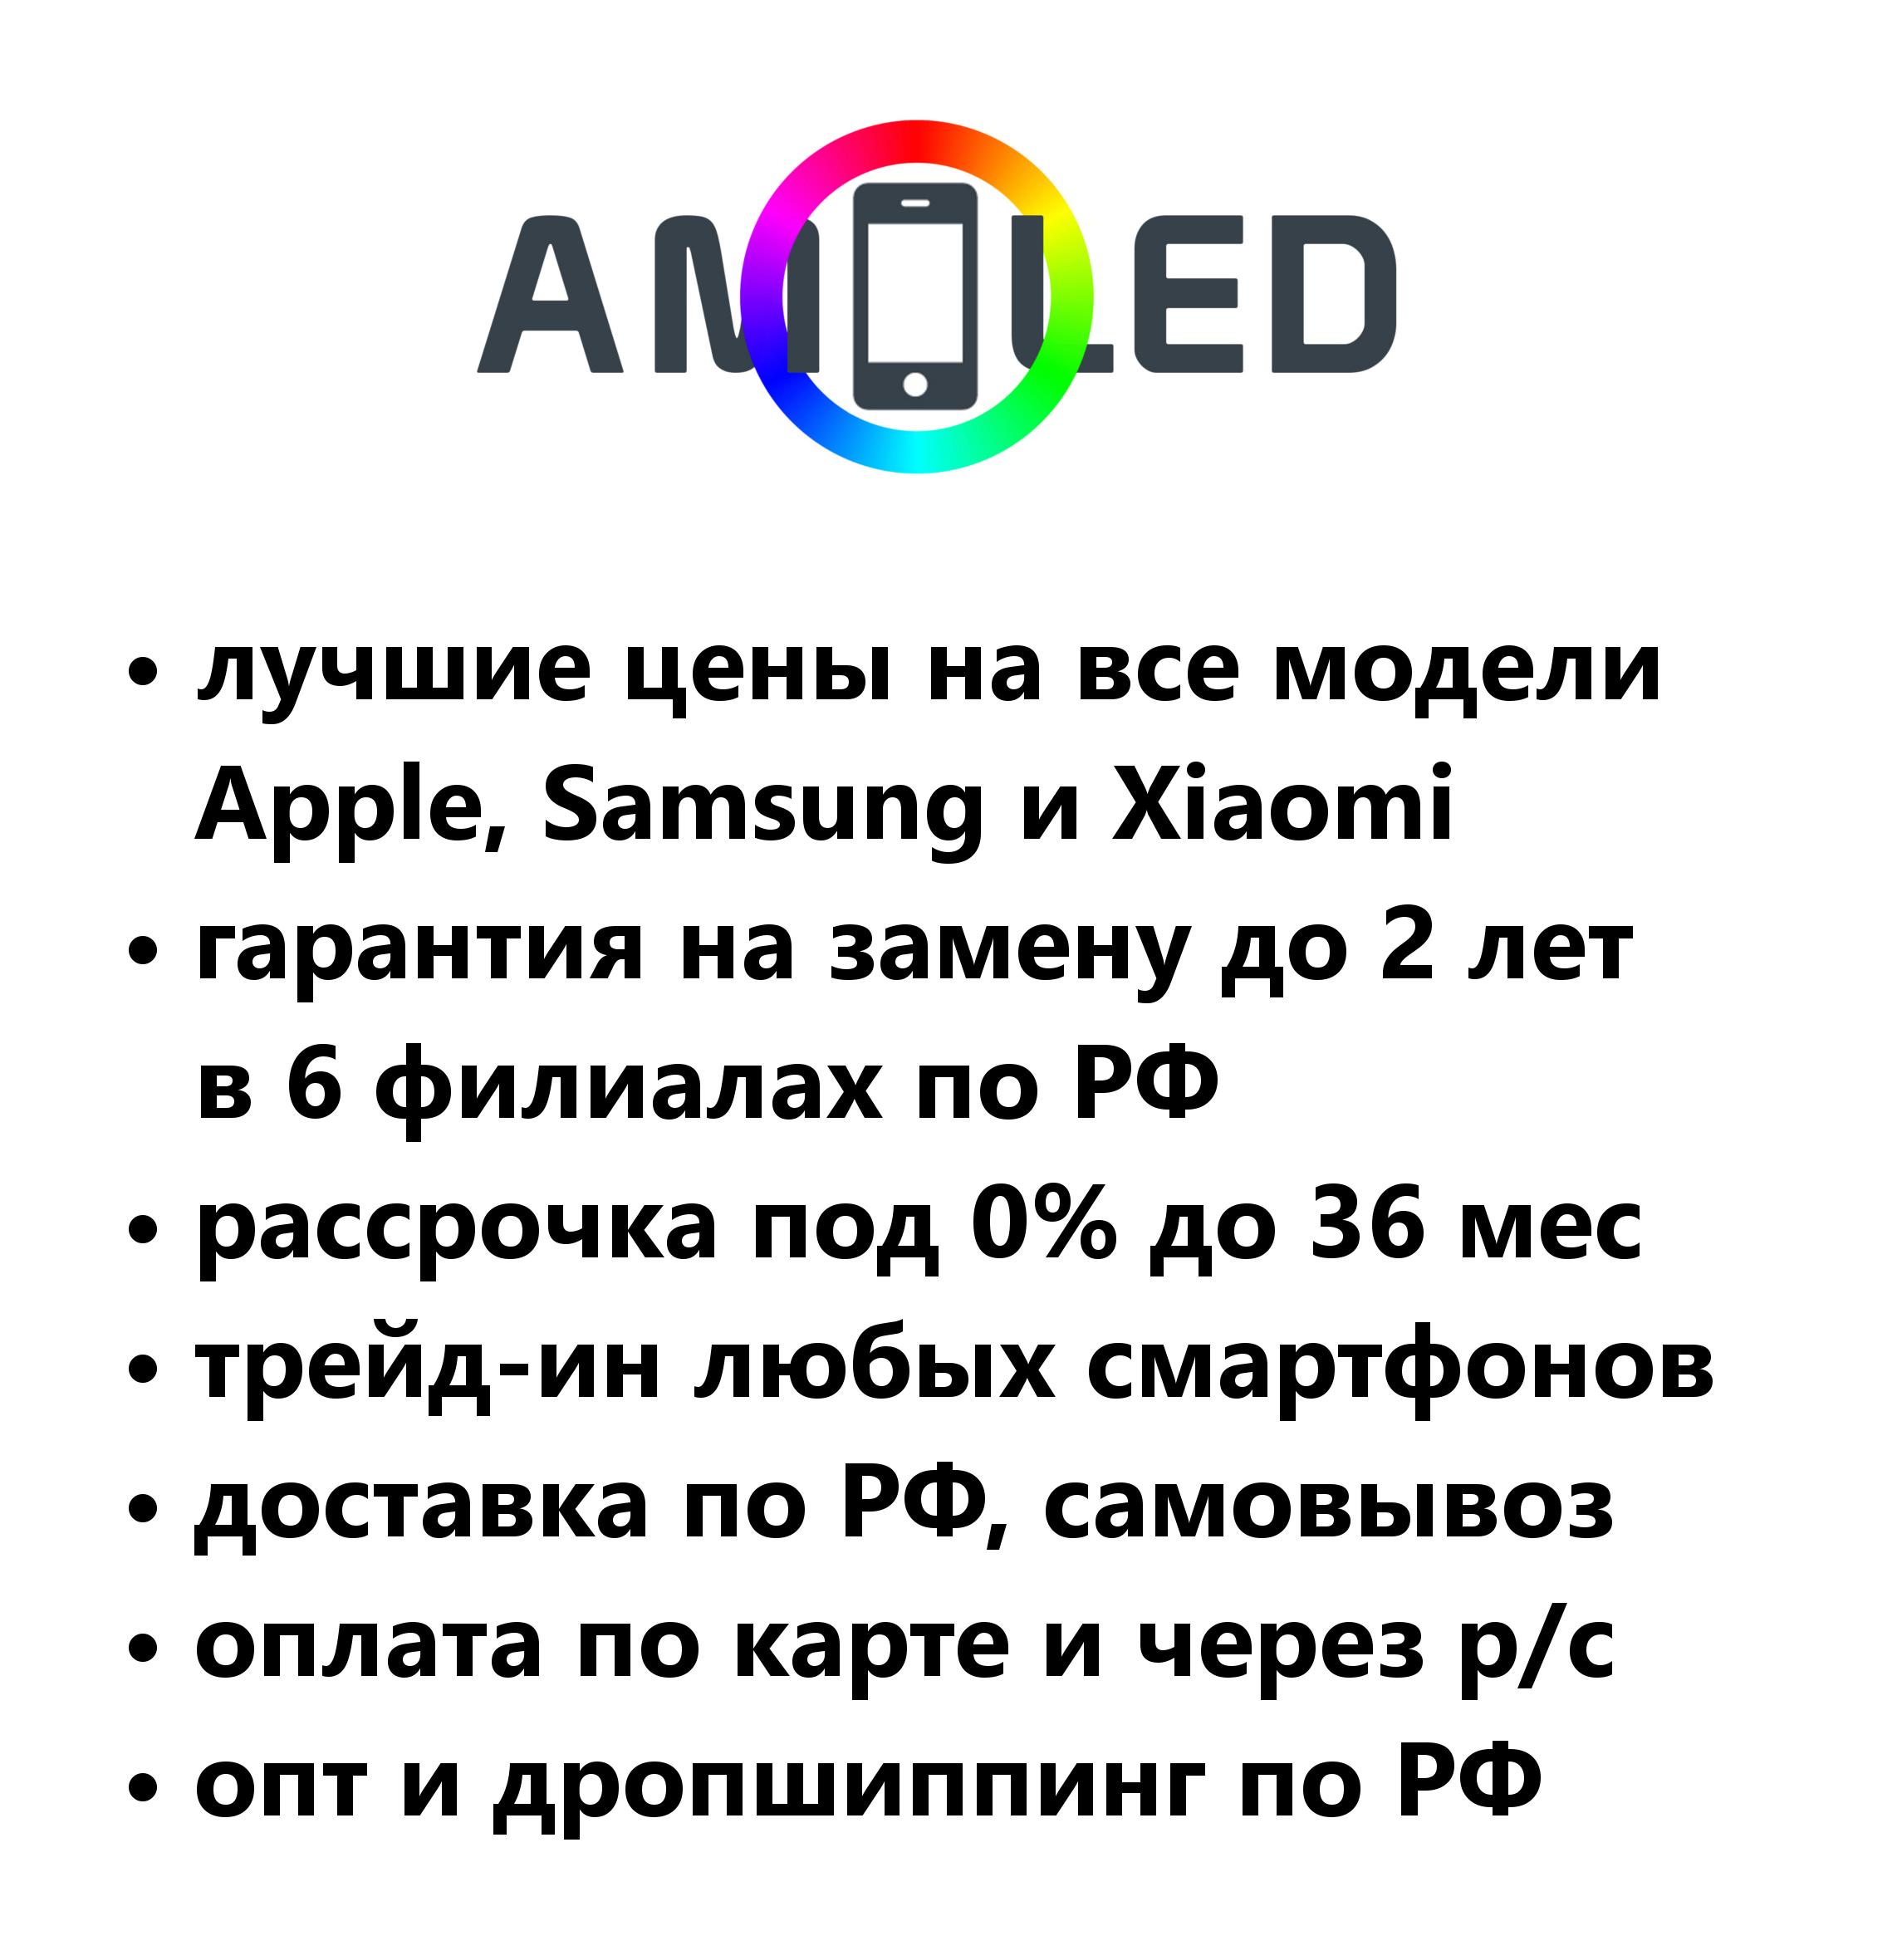 AMOLED
• лучшие цены на все модели
Apple, Samsung и Xiaomi
• гарантия на замену до 2 лет
в 6 филиалах по РФ
• рассрочка под 0% до 36 мес
• трейд-ин любых смартфонов
• доставка по РФ, самовывоз
• оплата по карте и через р/с
• опт и дропшиппинг по РФ